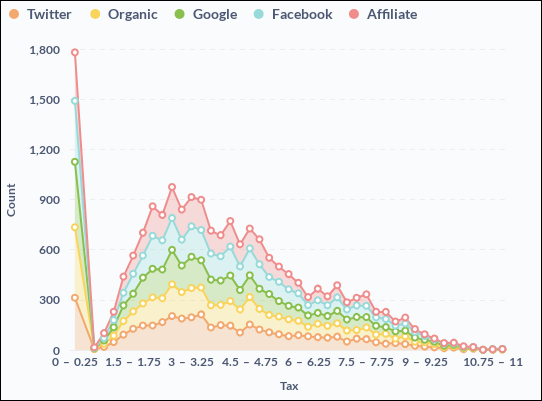 Twitter Organic Google Facebook Affiliate
1,800
1,500
1,200
900
600
300
0
Count
0 – 0.25 1.5 – 1.75 3 – 3.25 4.5 – 4.75 6 – 6.25 7.5 – 7.75 9 – 9.25 10.75 – 11
Tax